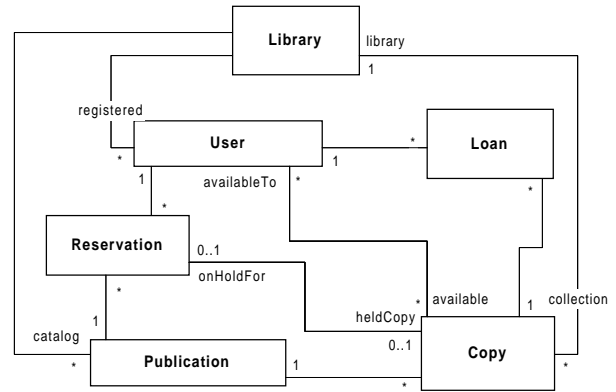 Library
library
1
registered
*
User
1
*
Loan
1
availableTo
*
*
*
Reservation
0..1
onHoldFor
*
*
available
1
collection
heldCopy
1
0..1
catalog
*
Publication
1
*
Copy
*